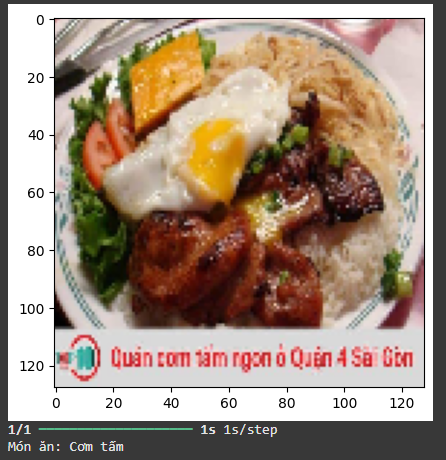 0
20
40
60
80
100
Quán cơm tấm ngon ở Quận 4 Sài Gòn
120
0 20 40 60 80 100 120
1/1 ━━━━━━━━━━━━━━━━━━━━ 1s 1s/step
Món ăn: Cơm tấm